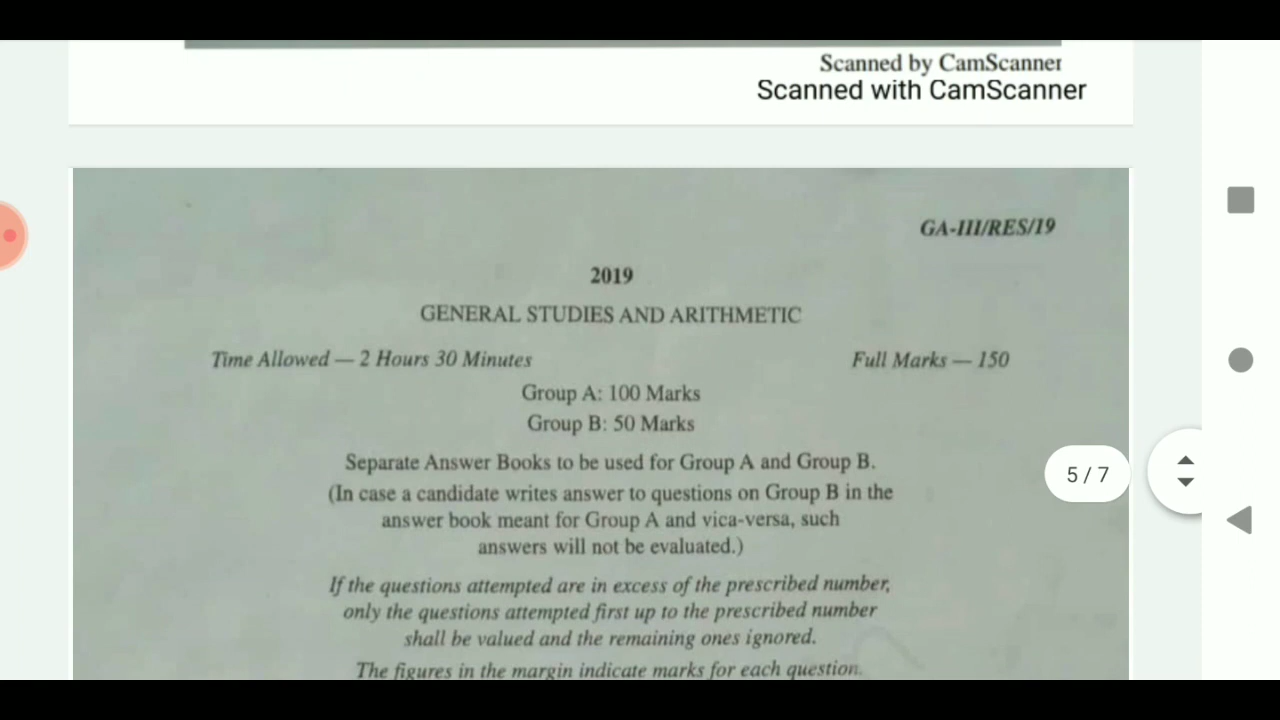 Scanned by CamScanner
Scanned with CamScanner
GA-III/RES/19
2019
GENERAL STUDIES AND ARITHMETIC
Time Allowed — 2 Hours 30 Minutes
Full Marks — 150
Group A: 100 Marks
Group B: 50 Marks
Separate Answer Books to be used for Group A and Group B.
5 / 7
(In case a candidate writes answer to questions on Group B in the
answer book meant for Group A and vica-versa, such
answers will not be evaluated.)
If the questions attempted are in excess of the prescribed number,
only the questions attempted first up to the prescribed number
shall be valued and the remaining ones ignored.
The figures in the margin indicate marks for each question.